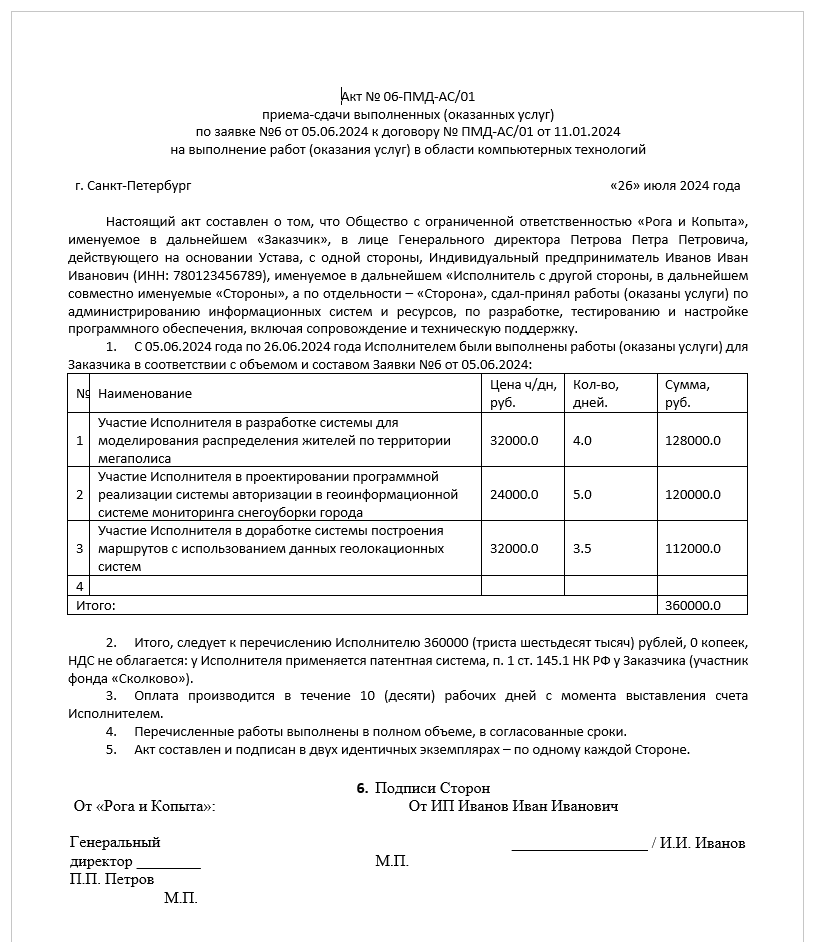 Акт № 06-ПМД-АС/01
приема-сдачи выполненных (оказанных услуг)
по заявке №6 от 05.06.2024 к договору № ПМД-АС/01 от 11.01.2024
на выполнение работ (оказания услуг) в области компьютерных технологий
г. Санкт-Петербург «26» июля 2024 года
Настоящий акт составлен о том, что Общество с ограниченной ответственностью «Рога и Копыта»,
именуемое в дальнейшем «Заказчик», в лице Генерального директора Петрова Петра Петровича,
действующего на основании Устава, с одной стороны, Индивидуальный предприниматель Иванов Иван
Иванович (ИНН: 780123456789), именуемое в дальнейшем «Исполнитель с другой стороны, в дальнейшем
совместно именуемые «Стороны», а по отдельности – «Сторона», сдал-принял работы (оказаны услуги) по
администрированию информационных систем и ресурсов, по разработке, тестированию и настройке
программного обеспечения, включая сопровождение и техническую поддержку.
1. С 05.06.2024 года по 26.06.2024 года Исполнителем были выполнены работы (оказаны услуги) для
Заказчика в соответствии с объемом и составом Заявки №6 от 05.06.2024:
№ Наименование Цена ч/дн, руб. Кол-во, дней. Сумма, руб.
1 Участие Исполнителя в разработке системы для
моделирования распределения жителей по территории
мегаполиса 32000.0 4.0 128000.0
2 Участие Исполнителя в проектировании программной
реализации системы авторизации в геоинформационной
системе мониторинга снегоуборки города 24000.0 5.0 120000.0
3 Участие Исполнителя в доработке системы построения
маршрутов с использованием данных геолокационных
систем 32000.0 3.5 112000.0
4
Итого: 360000.0
2. Итого, следует к перечислению Исполнителю 360000 (триста шестьдесят тысяч) рублей, 0 копеек,
НДС не облагается: у Исполнителя применяется патентная система, п. 1 ст. 145.1 НК РФ у Заказчика (участник
фонда «Сколково»).
3. Оплата производится в течение 10 (десяти) рабочих дней с момента выставления счета
Исполнителем.
4. Перечисленные работы выполнены в полном объеме, в согласованные сроки.
5. Акт составлен и подписан в двух идентичных экземплярах – по одному каждой Стороне.
6. Подписи Сторон
От «Рога и Копыта»: От ИП Иванов Иван Иванович
Генеральный
директор ________
П.П. Петров
М.П.
_________________ / И.И. Иванов
М.П.